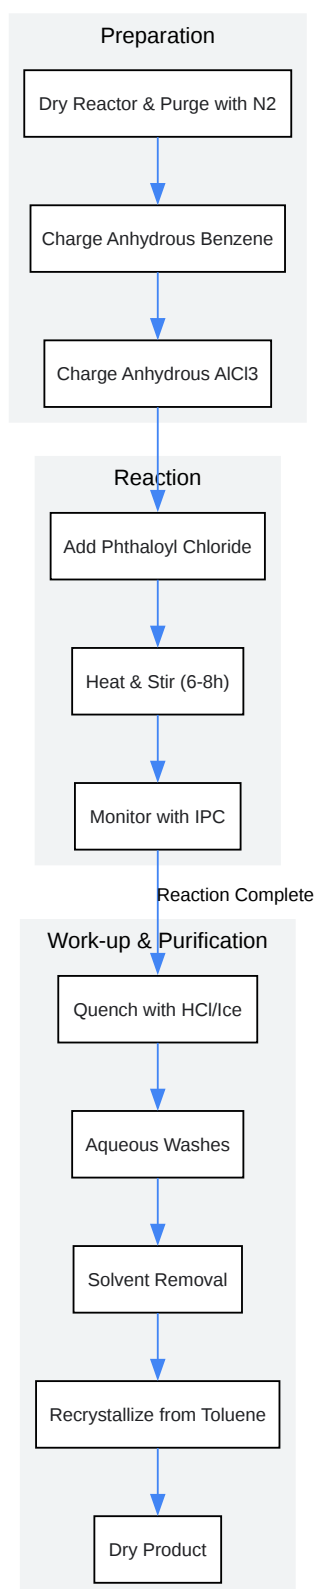 Preparation
Dry Reactor & Purge with N2
Charge Anhydrous Benzene
Charge Anhydrous AlCl3
Reaction
Add Phthaloyl Chloride
Heat & Stir (6-8h)
Monitor with IPC
Reaction Complete
Work-up & Purification
Quench with HCl/Ice
Aqueous Washes
Solvent Removal
Recrystallize from Toluene
Dry Product